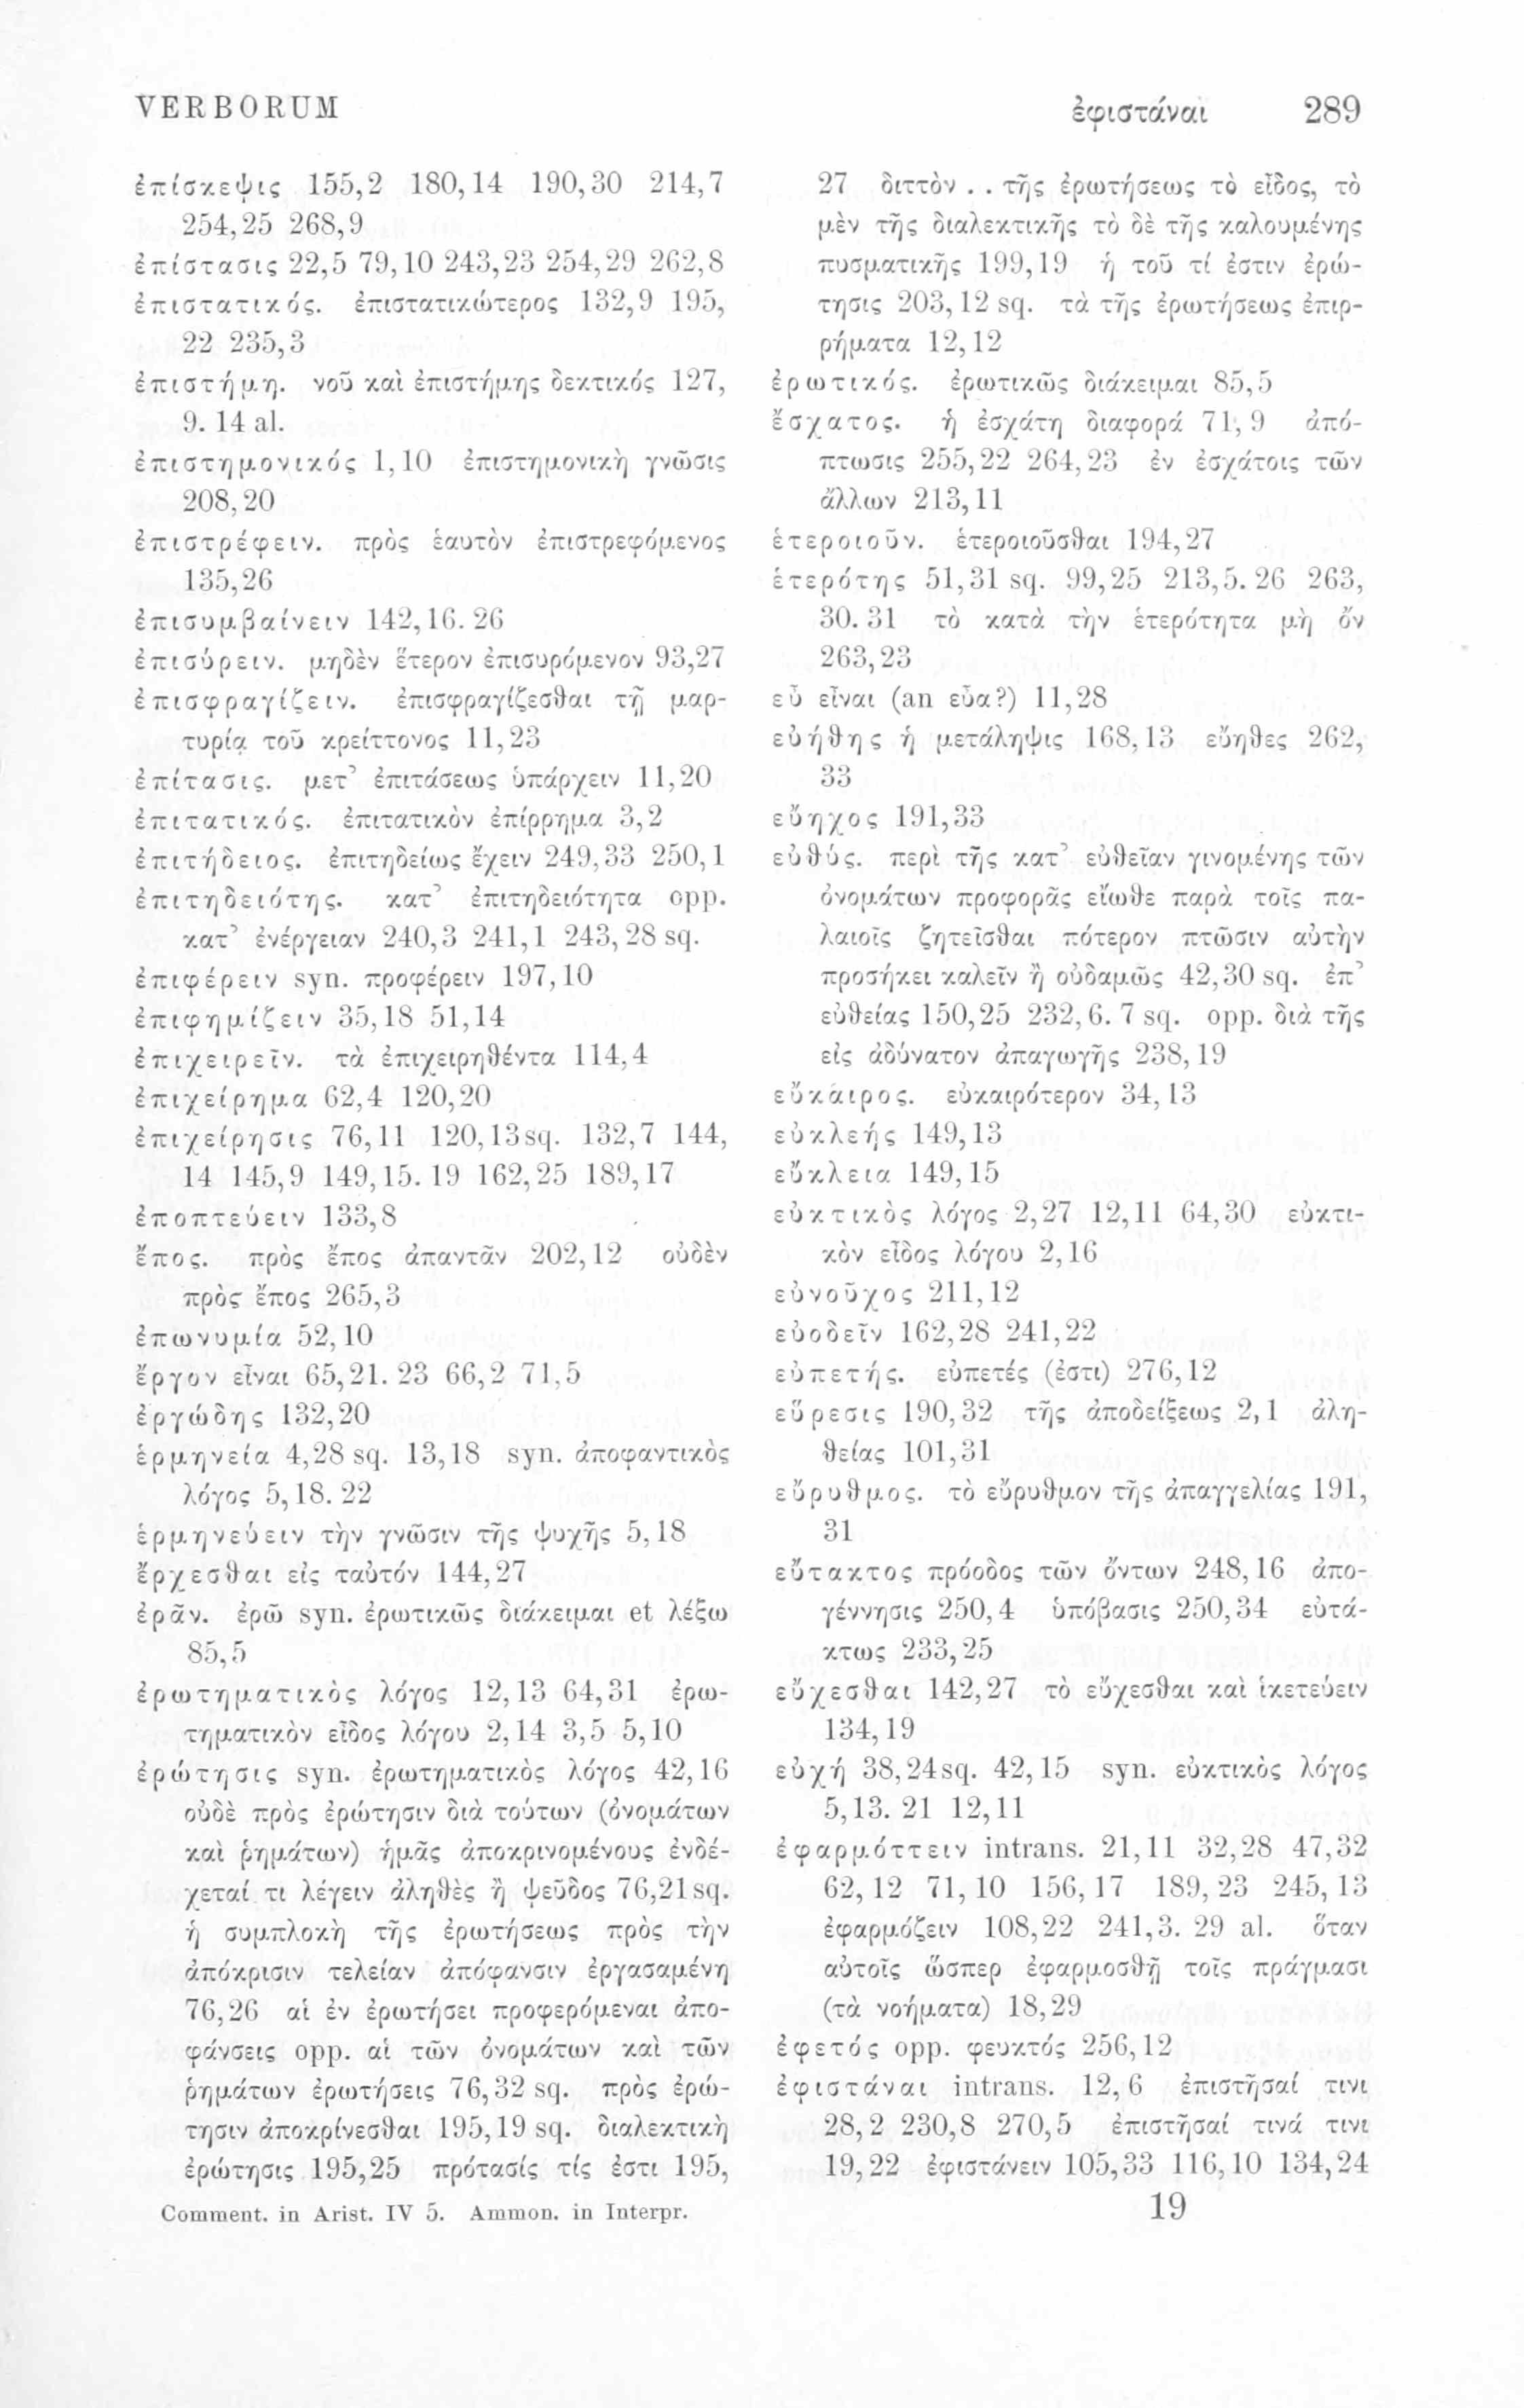 VERBORUM ἐφιστάναι 289
ἐπίσκεψις 155,2 180,14 190,30 214,7
254,25 268,9
ἐπίστασις 22,5 79,10 243,23 254,29 262,8
ἐπιστατικός. ἐπιστατικώτερος 132,9 195,
22 235,3
ἐπιστήμη. νοῦ καὶ ἐπιστήμης δεκτικός 127,
9. 14 al.
ἐπιστημονικός 1,10 ἐπιστημονικὴ γνῶσις
208,20
ἐπιστρέφειν. πρὸς ἑαυτὸν ἐπιστρεφόμενος
135,26
ἐπισυμβαίνειν 142,16. 26
ἐπισύρειν. μηδὲν ἕτερον ἐπισυρόμενον 93,27
ἐπισφραγίζειν. ἐπισφραγίζεσθαι τῇ μαρ-
τυρίᾳ τοῦ κρείττονος 11,23
ἐπίτασις. μετ᾽ ἐπιτάσεως ὑπάρχειν 11,20
ἐπιτατικός. ἐπιτατικὸν ἐπίρρημα 3,2
ἐπιτήδειος. ἐπιτηδείως ἔχειν 249,33 250,1
ἐπιτηδειότης. κατ᾽ ἐπιτηδειότητα opp.
κατ᾽ ἐνέργειαν 240,3 241,1 243,28 sq.
ἐπιφέρειν syn. προφέρειν 197,10
ἐπιφημίζειν 35,18 51,14
ἐπιχειρεῖν. τὰ ἐπιχειρηθέντα 114,4
ἐπιχείρημα 62,4 120,20
ἐπιχείρησις 76,11 120,13sq. 132,7 144,
14 145,9 149,15. 19 162,25 189,17
ἐποπτεύειν 133,8
ἔπος. πρὸς ἔπος ἀπαντᾶν 202,12 οὐδὲν
πρὸς ἔπος 265,3
ἐπωνυμία 52,10
ἔργον εἶναι 65,21. 23 66,2 71,5
ἐργώδης 132,20
ἑρμηνεία 4,28 sq. 13,18 syn. ἀποφαντικὸς
λόγος 5,18. 22
ἑρμηνεύειν τὴν γνῶσιν τῆς ψυχῆς 5,18
ἔρχεσθαι εἰς ταὐτόν 144,27
ἐρᾶν. ἐρῶ syn. ἐρωτικῶς διάκειμαι et λέξω
85,5
ἐρωτηματικὸς λόγος 12,13 64,31 ἐρω-
τηματικὸν εἶδος λόγου 2,14 3,5 5,10
ἐρώτησις syn. ἐρωτηματικὸς λόγος 42,16
οὐδὲ πρὸς ἐρώτησιν διὰ τούτων (ὀνομάτων
καὶ ῥημάτων) ἡμᾶς ἀποκρινομένους ἐνδέ-
χεταί τι λέγειν ἀληθὲς ἢ ψεῦδος 76,21sq.
ἡ συμπλοκὴ τῆς ἐρωτήσεως πρὸς τὴν
ἀπόκρισιν τελείαν ἀπόφανσιν ἐργασαμένη
76,26 αἱ ἐν ἐρωτήσει προφερόμεναι ἀπο-
φάνσεις opp. αἱ τῶν ὀνομάτων καὶ τῶν
ῥημάτων ἐρωτήσεις 76,32 sq. πρὸς ἐρώ-
τησιν ἀποκρίνεσθαι 195,19 sq. διαλεκτικὴ
ἐρώτησις 195,25 πρότασίς τίς ἐστι 195,
27 διττὸν . . τῆς ἐρωτήσεως τὸ εἶδος, τὸ
μὲν τῆς διαλεκτικῆς τὸ δὲ τῆς καλουμένης
πυσματικῆς 199,19 ἡ τοῦ τί ἐστιν ἐρώ-
τησις 203,12 sq. τὰ τῆς ἐρωτήσεως ἐπιρ-
ρήματα 12,12
ἐρωτικός. ἐρωτικῶς διάκειμαι 85,5
ἔσχατος. ἡ ἐσχάτη διαφορά 71, 9 ἀπό-
πτωσις 255,22 264,23 ἐν ἐσχάτοις τῶν
ἄλλων 213,11
ἑτεροιοῦν. ἑτεροιοῦσθαι 194,27
ἑτερότης 51,31 sq. 99,25 213,5. 26 263,
30. 31 τὸ κατὰ τὴν ἑτερότητα μὴ ὄν
263,23
εὖ εἶναι (an εὖα?) 11,28
εὐήθης ἡ μετάληψις 168,13 εὔηθες 262,
33
εὔηχος 191,33
εὐθύς. περὶ τῆς κατ᾽ εὐθεῖαν γινομένης τῶν
ὀνομάτων προφορᾶς εἴωθε παρὰ τοῖς πα-
λαιοῖς ζητεῖσθαι πότερον πτῶσιν αὐτὴν
προσήκει καλεῖν ἢ οὐδαμῶς 42,30 sq. ἐπ᾽
εὐθείας 150,25 232,6. 7 sq. opp. διὰ τῆς
εἰς ἀδύνατον ἀπαγωγῆς 238,19
εὔκαιρος. εὐκαιρότερον 34,13
εὐκλεής 149,13
εὔκλεια 149,15
εὐκτικὸς λόγος 2,27 12,11 64,30 εὐκτι-
κὸν εἶδος λόγου 2,16
εὐνοῦχος 211,12
εὐοδεῖν 162,28 241,22
εὐπετής. εὐπετές (ἐστι) 276,12
εὕρεσις 190,32 τῆς ἀποδείξεως 2,1 ἀλη-
θείας 101,31
εὔρυθμος. τὸ εὔρυθμον τῆς ἀπαγγελίας 191,
31
εὔτακτος πρόοδος τῶν ὄντων 248,16 ἀπο-
γέννησις 250,4 ὑπόβασις 250,34 εὐτά-
κτως 233,25
εὔχεσθαι 142,27 τὸ εὔχεσθαι καὶ ἱκετεύειν
134,19
εὐχή 38,24sq. 42,15 syn. εὐκτικὸς λόγος
5,13. 21 12,11
ἐφαρμόττειν intrans. 21,11 32,28 47,32
62,12 71,10 156,17 189,23 245,13
ἐφαρμόζειν 108,22 241,3. 29 al. ὅταν
αὐτοῖς ὥσπερ ἐφαρμοσθῇ τοῖς πράγμασι
(τὰ νοήματα) 18,29
ἐφετός opp. φευκτός 256,12
ἐφιστάναι intrans. 12,6 ἐπιστῆσαί τινι
28,2 230,8 270,5 ἐπιστῆσαί τινά τινι
19,22 ἐφιστάνειν 105,33 116,10 134,24
Comment. in Arist. IV 5. Ammon. in Interpr. 19